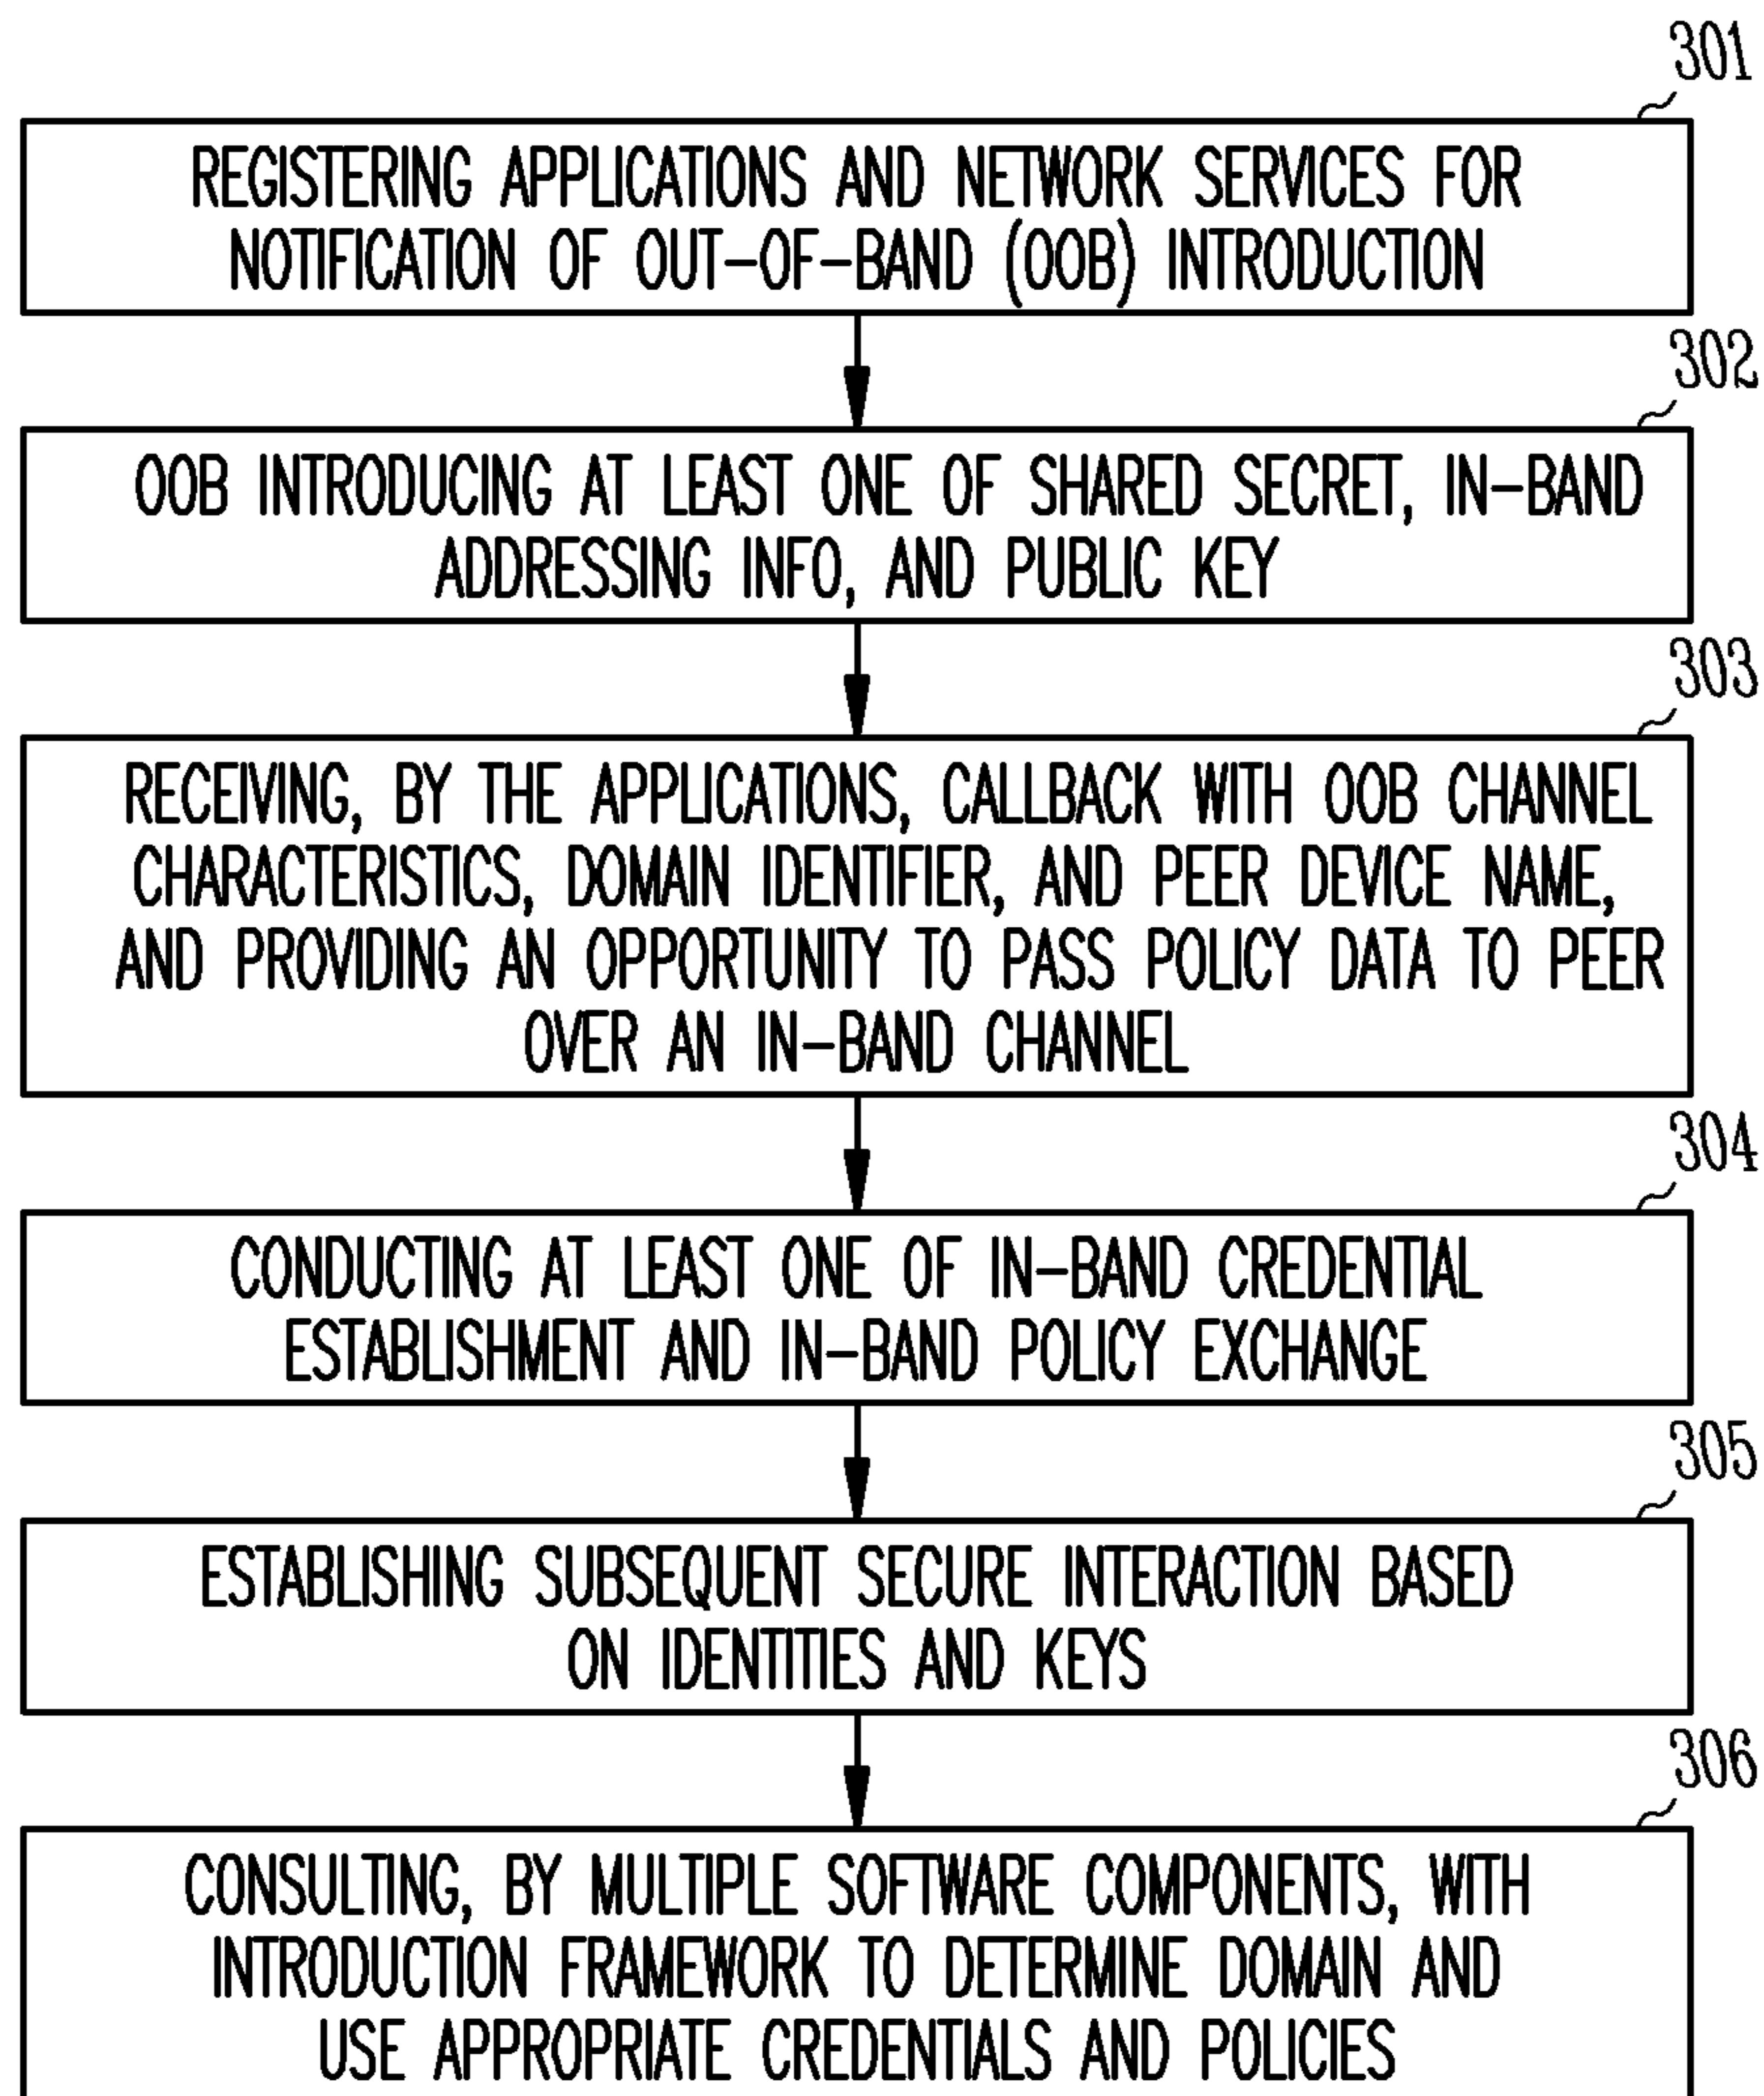 301
REGISTERING APPLICATIONS AND NETWORK SERVICES FOR
NOTIFICATION OF OUT-OF-BAND (OOB) INTRODUCTION
302
OOB INTRODUCING AT LEAST ONE OF SHARED SECRET, IN-BAND
ADDRESSING INFO, AND PUBLIC KEY
303
RECEIVING, BY THE APPLICATIONS, CALLBACK WITH OOB CHANNEL
CHARACTERISTICS, DOMAIN IDENTIFIER, AND PEER DEVICE NAME,
AND PROVIDING AN OPPORTUNITY TO PASS POLICY DATA TO PEER
OVER AN IN-BAND CHANNEL
304
CONDUCTING AT LEAST ONE OF IN-BAND CREDENTIAL
ESTABLISHMENT AND IN-BAND POLICY EXCHANGE
305
ESTABLISHING SUBSEQUENT SECURE INTERACTION BASED
ON IDENTITIES AND KEYS
306
CONSULTING, BY MULTIPLE SOFTWARE COMPONENTS, WITH
INTRODUCTION FRAMEWORK TO DETERMINE DOMAIN AND
USE APPROPRIATE CREDENTIALS AND POLICIES